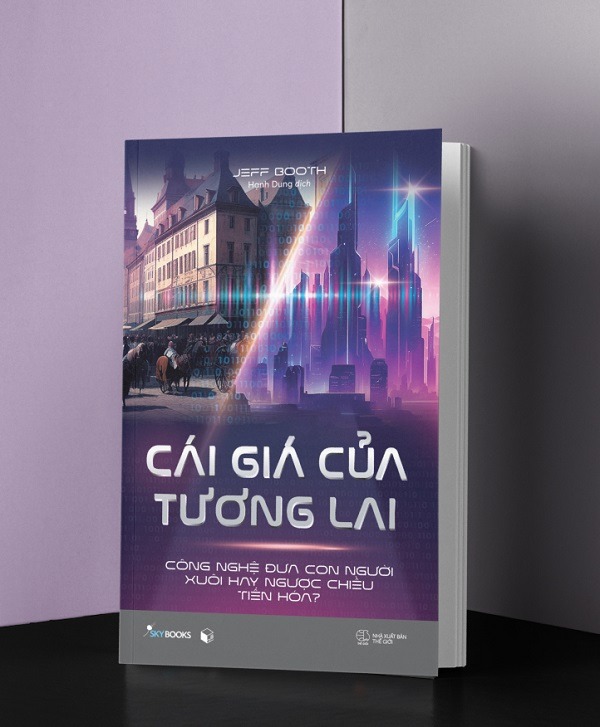 JEFF BOOTH
Hạnh Dung dịch
CÁI GIÁ CỦA
TƯƠNG LAI
CÔNG NGHỆ ĐƯA CON NGƯỜI
XUÔI HAY NGƯỢC CHIỀU
TIẾN HÓA?
SKYBOOKS
NHÀ XUẤT BẢN
THẾ GIỚI